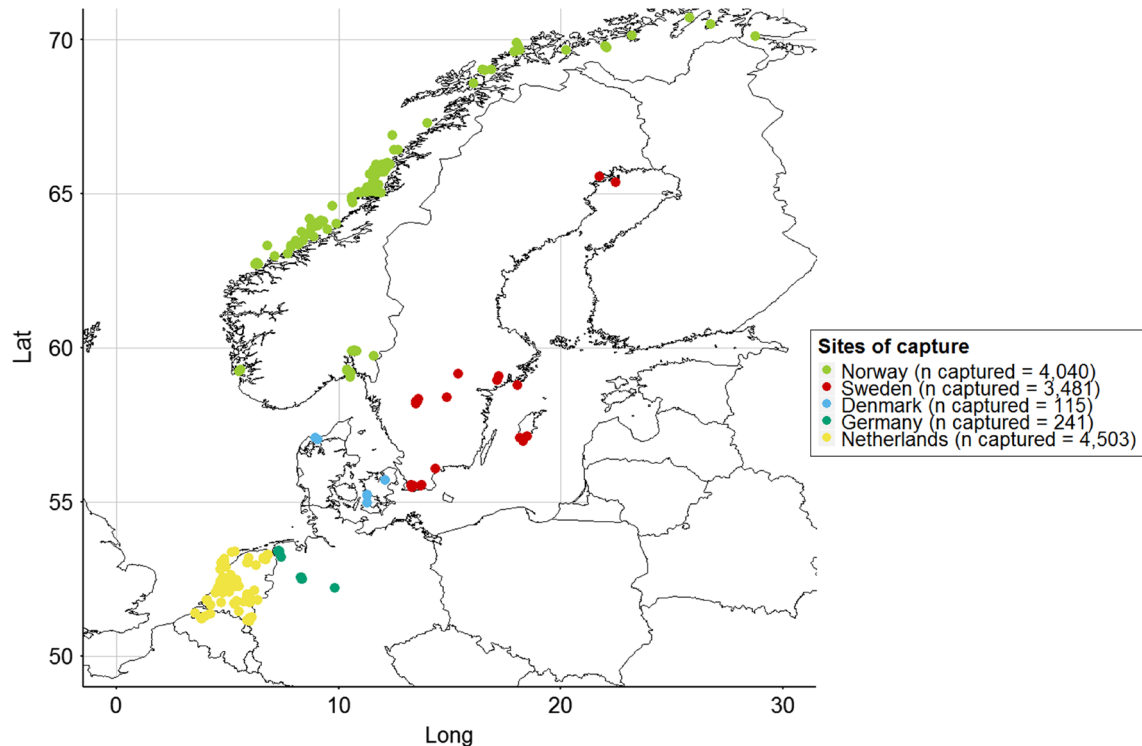 70
65
60
55
50
Lat
0
10
20
30
Long
Sites of capture
Norway (n captured = 4,040)
Sweden (n captured = 3,481)
Denmark (n captured = 115)
Germany (n captured = 241)
Netherlands (n captured = 4,503)